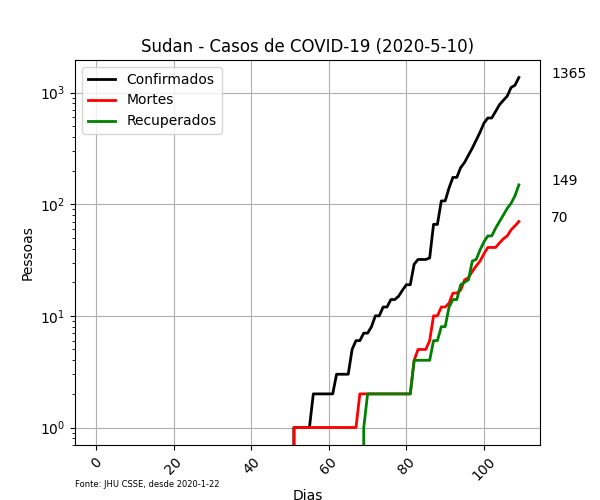 Sudan - Casos de COVID-19 (2020-5-10)
Confirmados
Mortes
Recuperados
1365
149
70
10³
10²
10¹
10⁰
Pessoas
0
20
40
60
80
100
Fonte: JHU CSSE, desde 2020-1-22
Dias